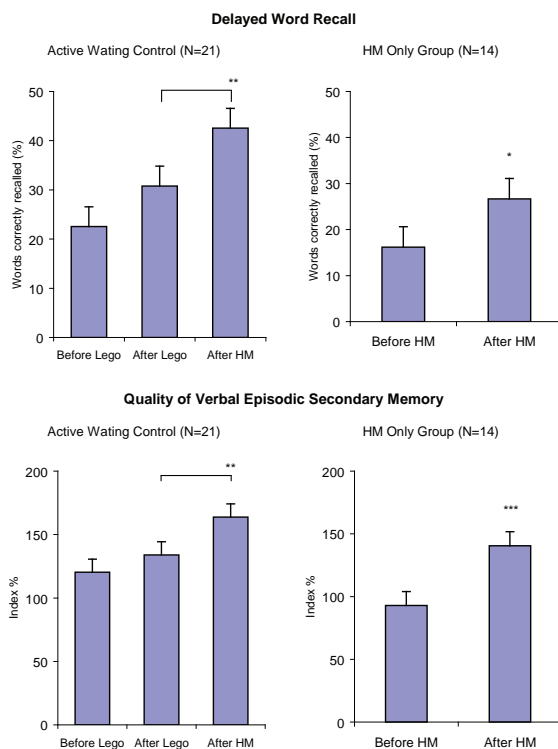 Delayed Word Recall
Active Wating Control (N=21)
HM Only Group (N=14)
Words correctly recalled (%)
50
40
30
20
10
0
**
Before Lego After Lego After HM
Words correctly recalled (%)
50
40
30
20
10
0
*
Before HM After HM
Quality of Verbal Episodic Secondary Memory
Active Wating Control (N=21)
HM Only Group (N=14)
Index %
200
150
100
50
0
**
Before Lego After Lego After HM
Index %
200
150
100
50
0
***
Before HM After HM